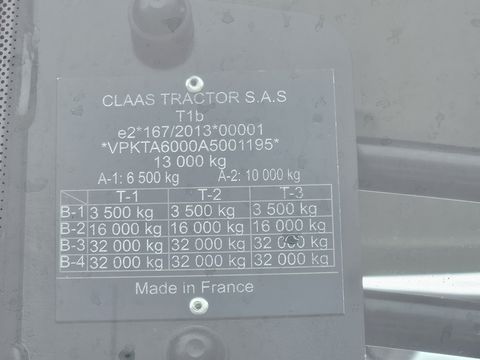 CLAAS TRACTOR S.A.S
T1b
e2*167/2013*00001
*VPKTA6000A5001195*
13 000 kg
A-1: 6 500 kg A-2: 10 000 kg
T-1 T-2 T-3
B-1 3 500 kg 3 500 kg 3 500 kg
B-2 16 000 kg 16 000 kg 16 000 kg
B-3 32 000 kg 32 000 kg 32 000 kg
B-4 32 000 kg 32 000 kg 32 000 kg
Made in France